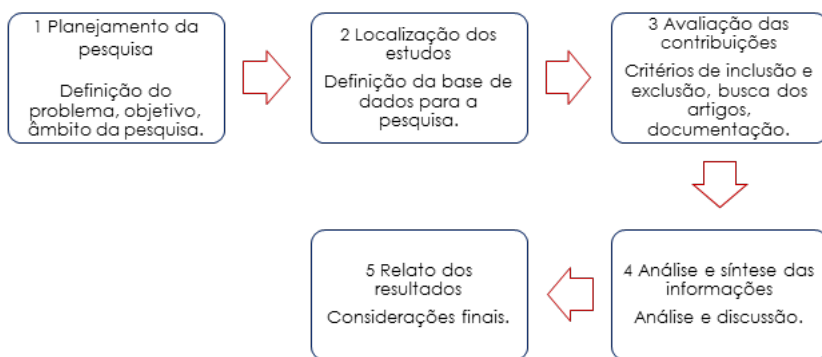 1 Planejamento da
pesquisa
Definição do
problema, objetivo,
âmbito da pesquisa.
2 Localização dos
estudos
Definição da base de
dados para a
pesquisa.
3 Avaliação das
contribuições
Critérios de inclusão e
exclusão, busca dos
artigos,
documentação.
4 Análise e síntese das
informações
Análise e discussão.
5 Relato dos
resultados
Considerações finais.